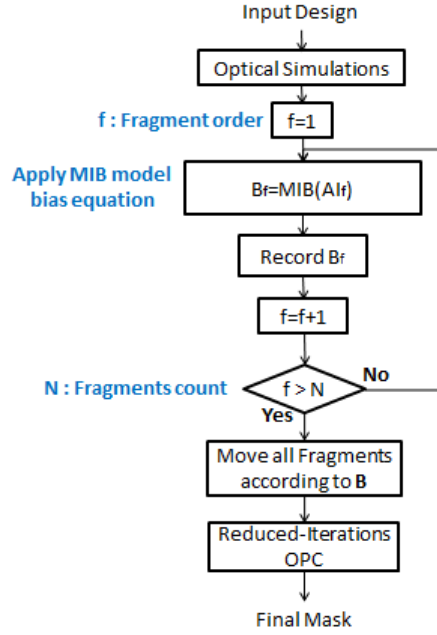 Input Design
Optical Simulations
f : Fragment order
f=1
Apply MIB model
bias equation
Bf=MIB(AIf)
Record Bf
f=f+1
N : Fragments count
f > N
No
Yes
Move all Fragments
according to B
Reduced-Iterations
OPC
Final Mask